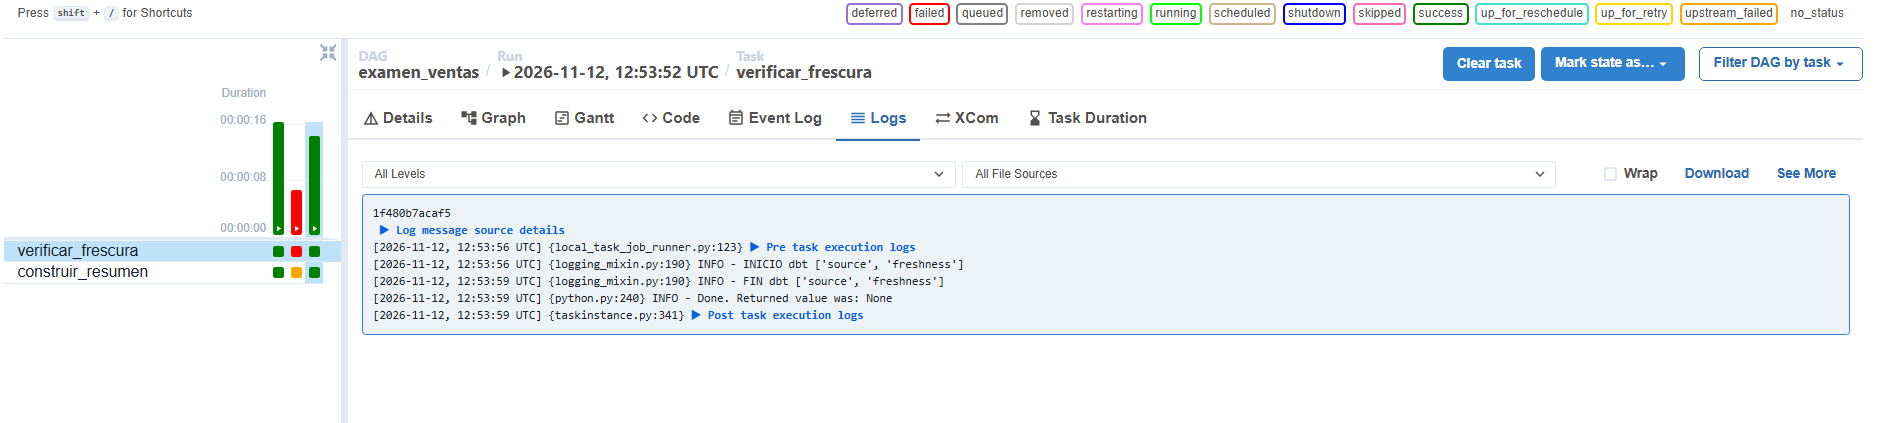 Press shift + / for Shortcuts
deferred failed queued removed restarting running scheduled shutdown skipped success up_for_reschedule up_for_retry upstream_failed no_status
DAG Run Task
examen_ventas / 2026-11-12, 12:53:52 UTC / verificar_frescura
Clear task Mark state as... Filter DAG by task
Duration
00:00:16
00:00:08
00:00:00
verificar_frescura
construir_resumen
Details Graph Gantt Code Event Log Logs XCom Task Duration
All Levels All File Sources Wrap Download See More
1f480b7acaf5
▶ Log message source details
[2026-11-12, 12:53:56 UTC] {local_task_job_runner.py:123} ▶ Pre task execution logs
[2026-11-12, 12:53:56 UTC] {logging_mixin.py:190} INFO - INICIO dbt ['source', 'freshness']
[2026-11-12, 12:53:59 UTC] {logging_mixin.py:190} INFO - FIN dbt ['source', 'freshness']
[2026-11-12, 12:53:59 UTC] {python.py:240} INFO - Done. Returned value was: None
[2026-11-12, 12:53:59 UTC] {taskinstance.py:341} ▶ Post task execution logs